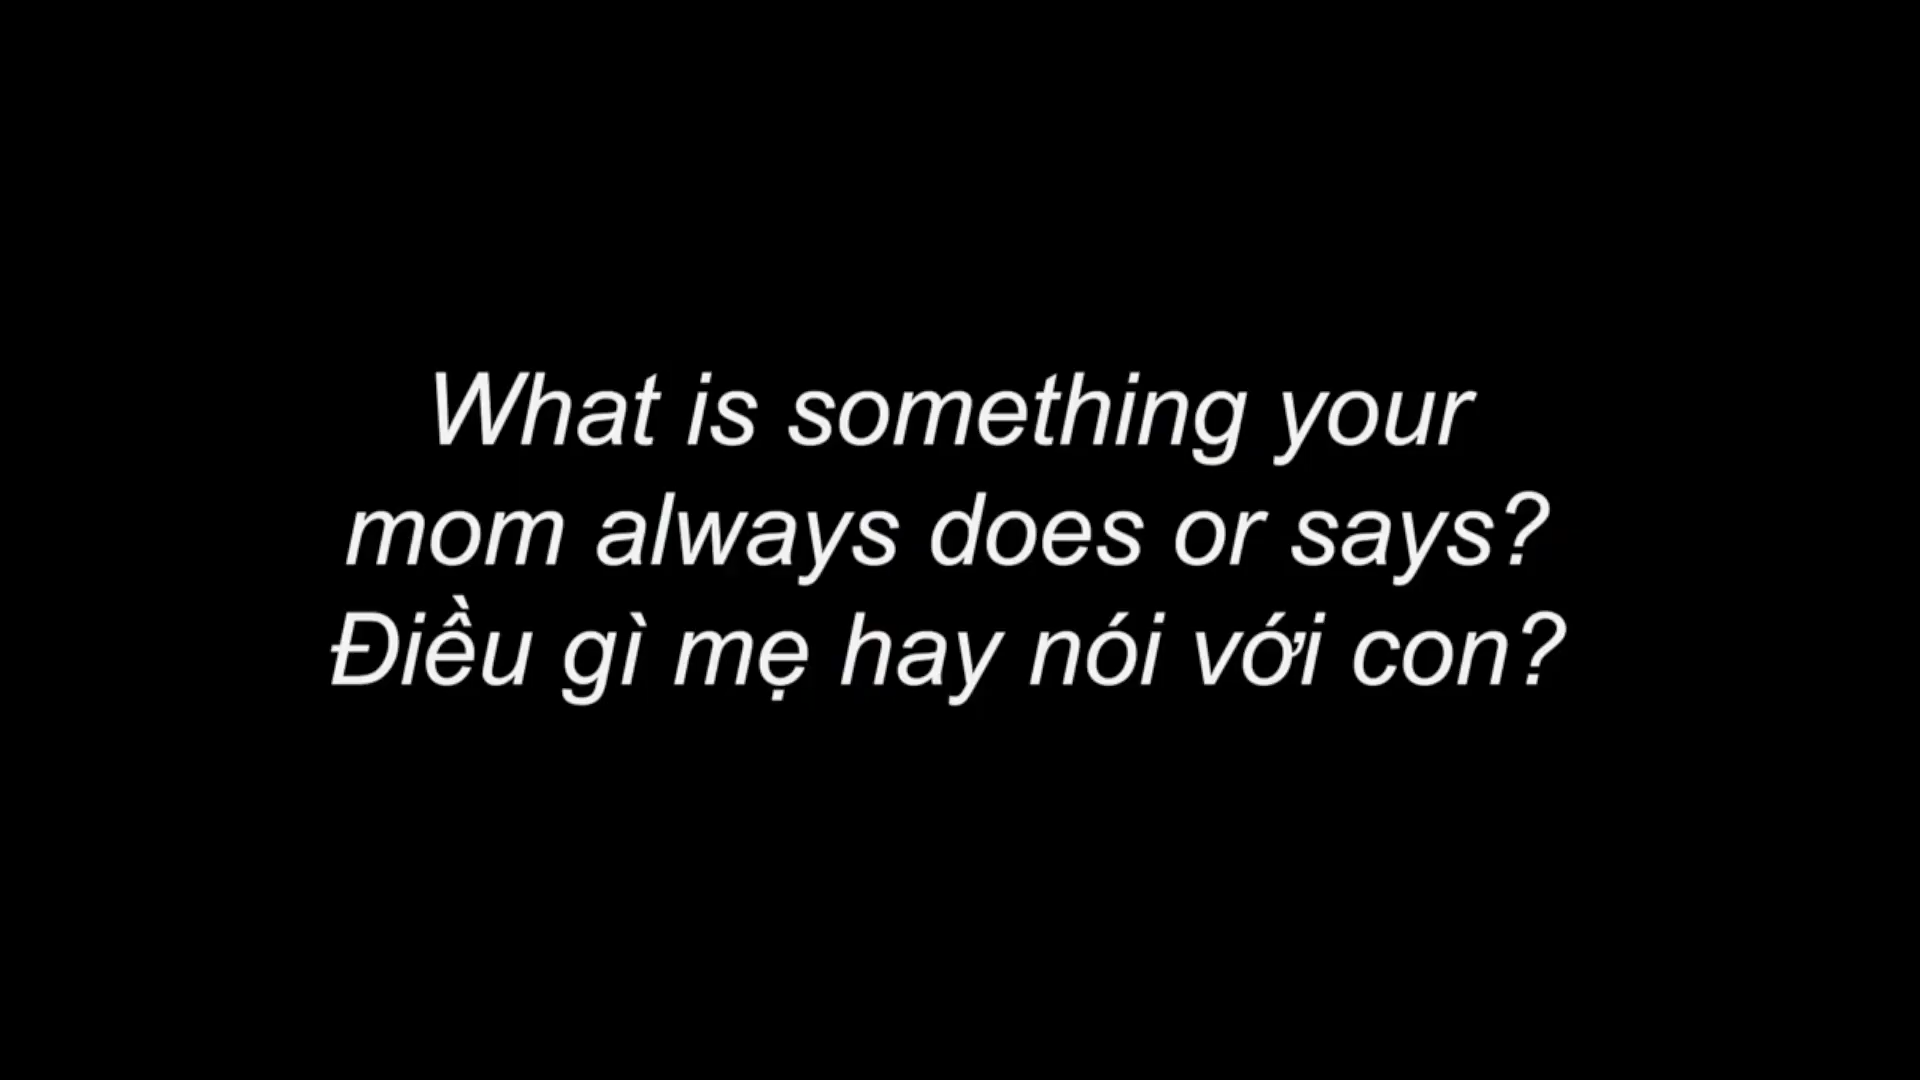 What is something your
mom always does or says?
Điều gì mẹ hay nói với con?